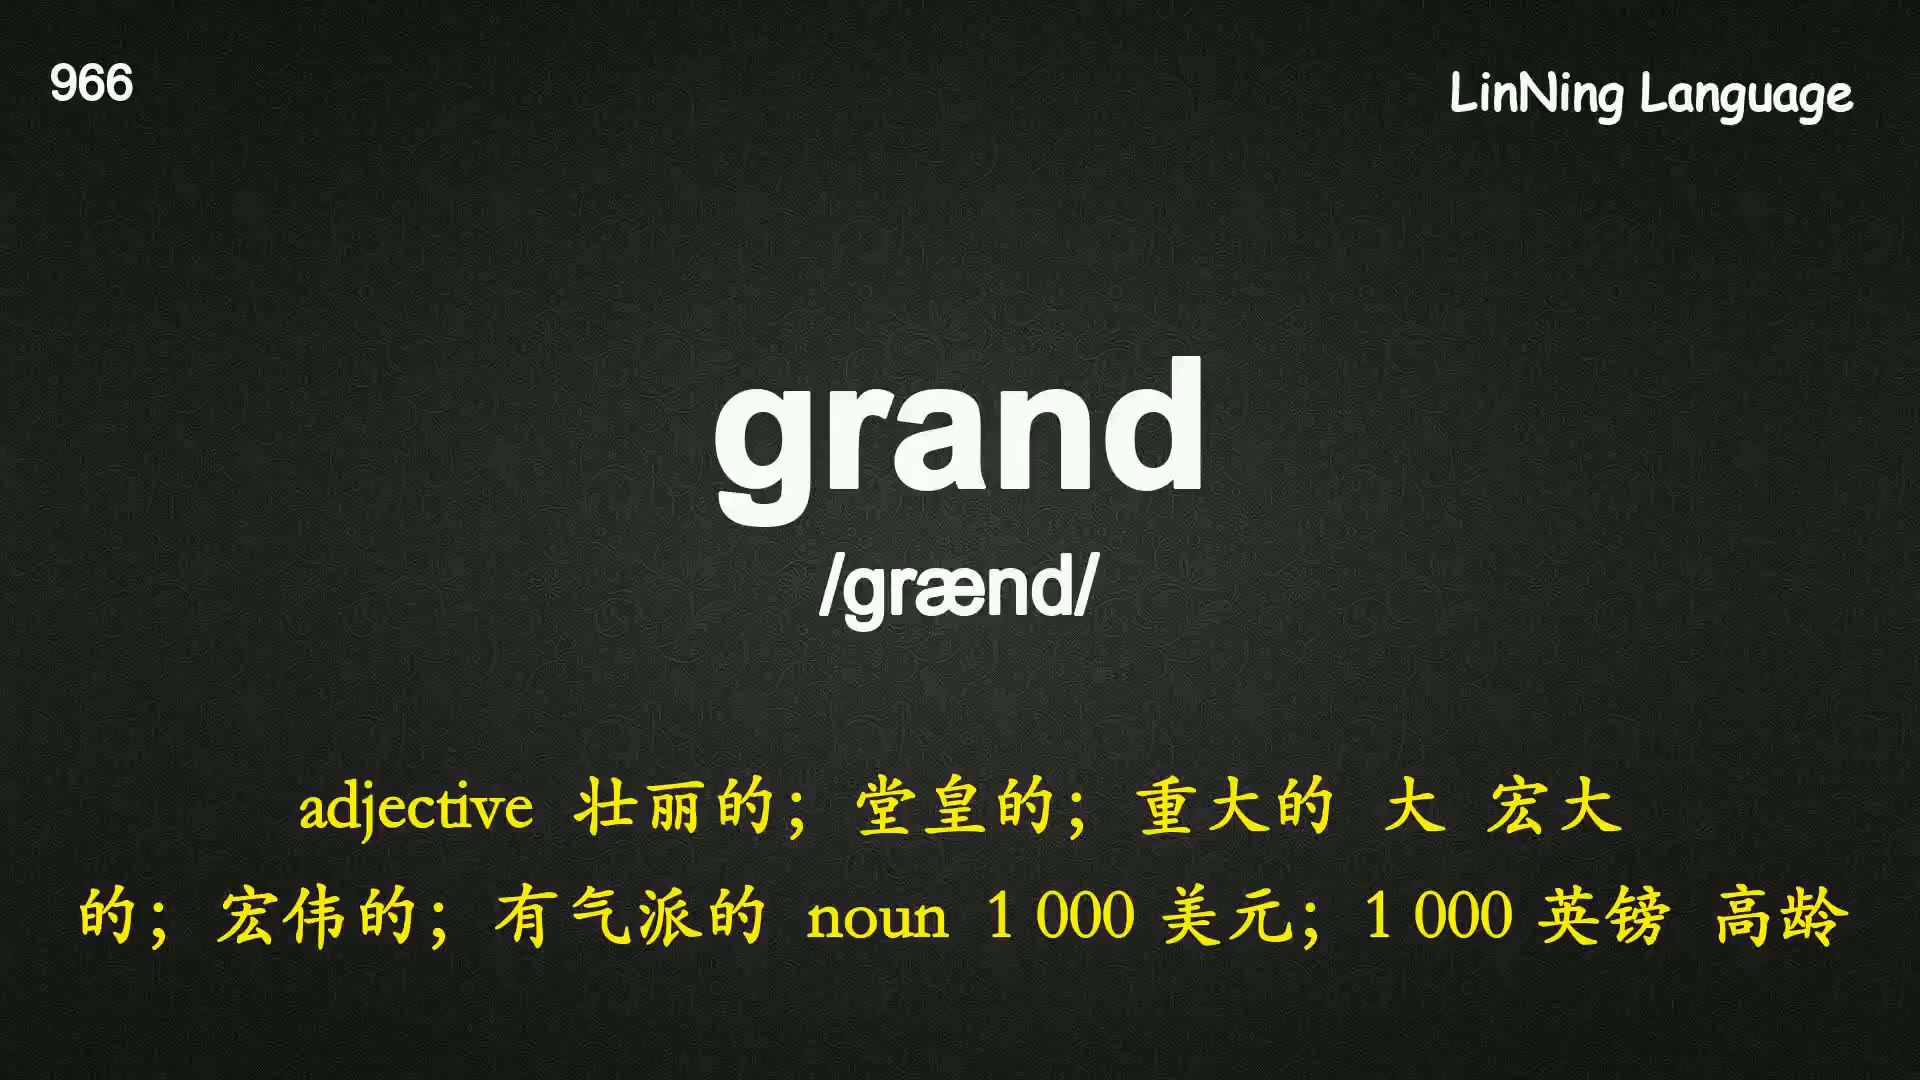 966
LinNing Language
grand
/grænd/
adjective 壮丽的；堂皇的；重大的 大 宏大
的；宏伟的；有气派的 noun 1 000 美元；1 000 英镑 高龄